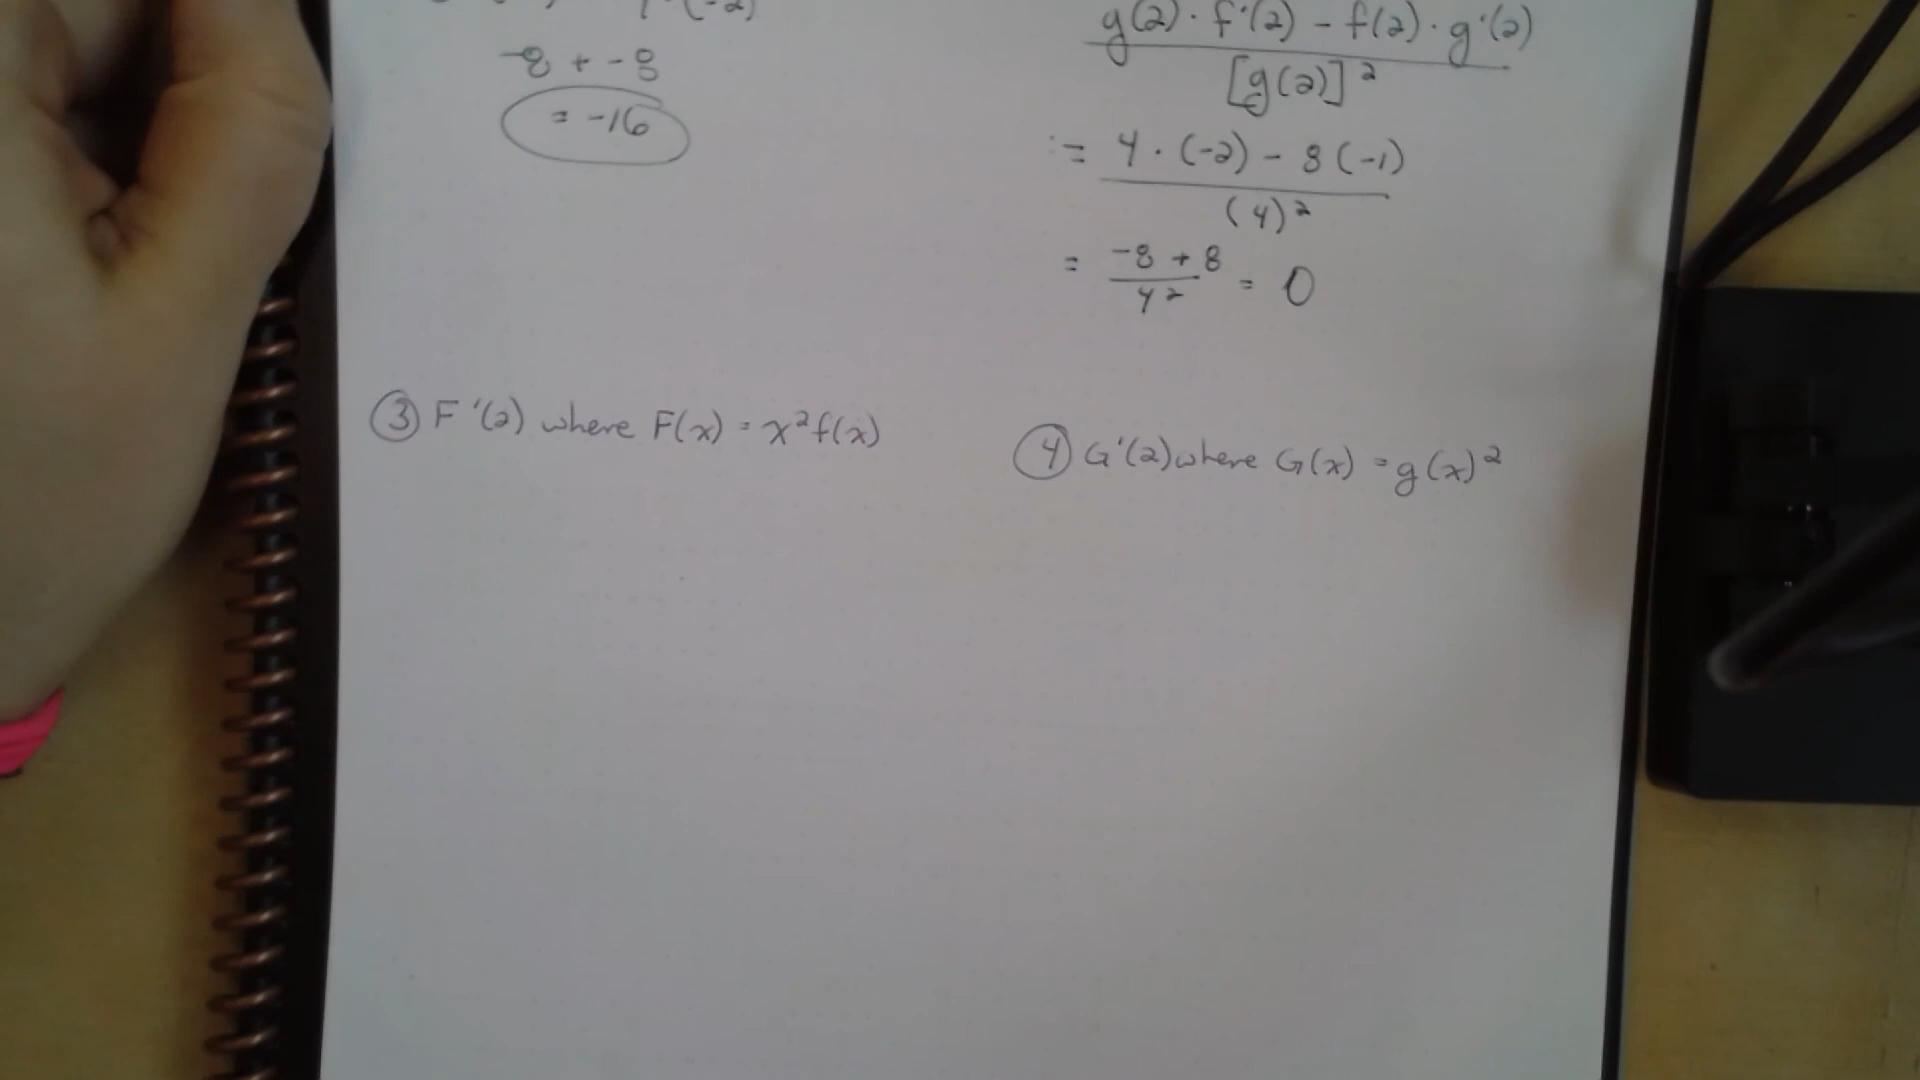 -8 + -8
= -16
g(2) · f'(2) - f(2) · g'(2)
[g(2)]²
= 4 · (-2) - 8(-1)
(4)²
= -8 + 8
4² = 0
③ F'(2) where F(x) = x²f(x)
④ G'(2) where G(x) = g(x)²